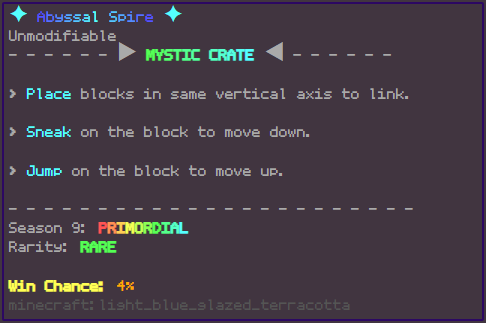 ✦ Abyssal Spire ✦
Unmodifiable
- - - - - - ▶ MYSTIC CRATE ◀ - - - - - -
> Place blocks in same vertical axis to link.
> Sneak on the block to move down.
> Jump on the block to move up.
- - - - - - - - - - - - - - - - - - - - - - - -
Season 9: PRIMORDIAL
Rarity: RARE
Win Chance: 4%
minecraft:light_blue_glazed_terracotta